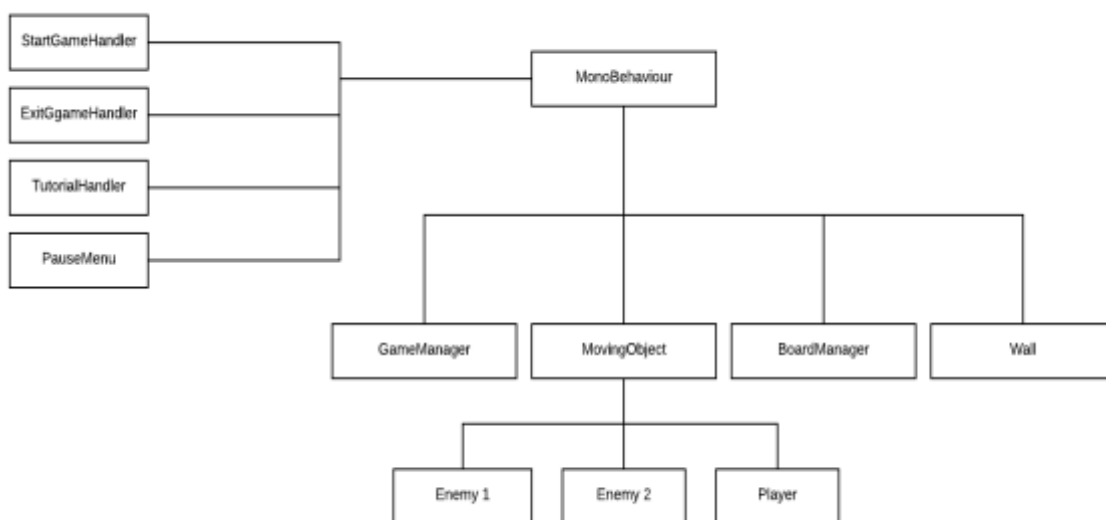 StartGameHandler
MonoBehaviour
ExitGgameHandler
TutorialHandler
PauseMenu
GameManager
MovingObject
BoardManager
Wall
Enemy 1
Enemy 2
Player